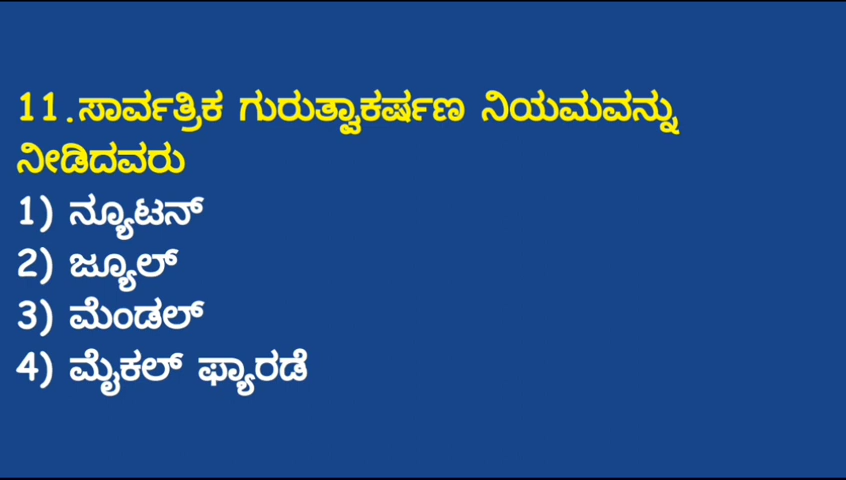 11.ಸಾರ್ವತ್ರಿಕ ಗುರುತ್ವಾಕರ್ಷಣ ನಿಯಮವನ್ನು
ನೀಡಿದವರು
1) ನ್ಯೂಟನ್
2) ಜ್ಯೂಲ್
3) ಮೆಂಡಲ್
4) ಮೈಕಲ್ ಫ್ಯಾರಡೆ